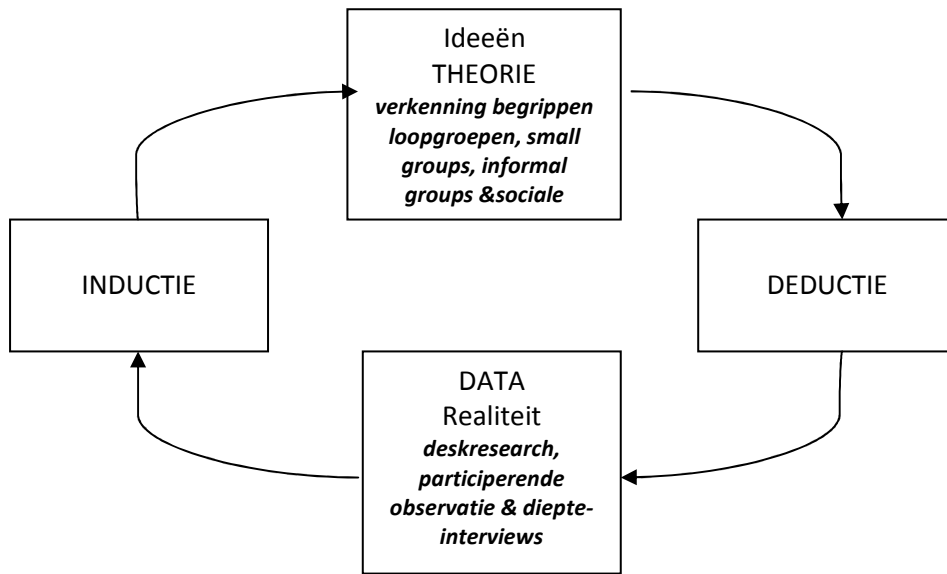 Ideeën
THEORIE
verkenning begrippen
loopgroepen, small
groups, informal
groups &sociale
INDUCTIE
DEDUCTIE
DATA
Realiteit
deskresearch,
participerende
observatie & diepte-
interviews